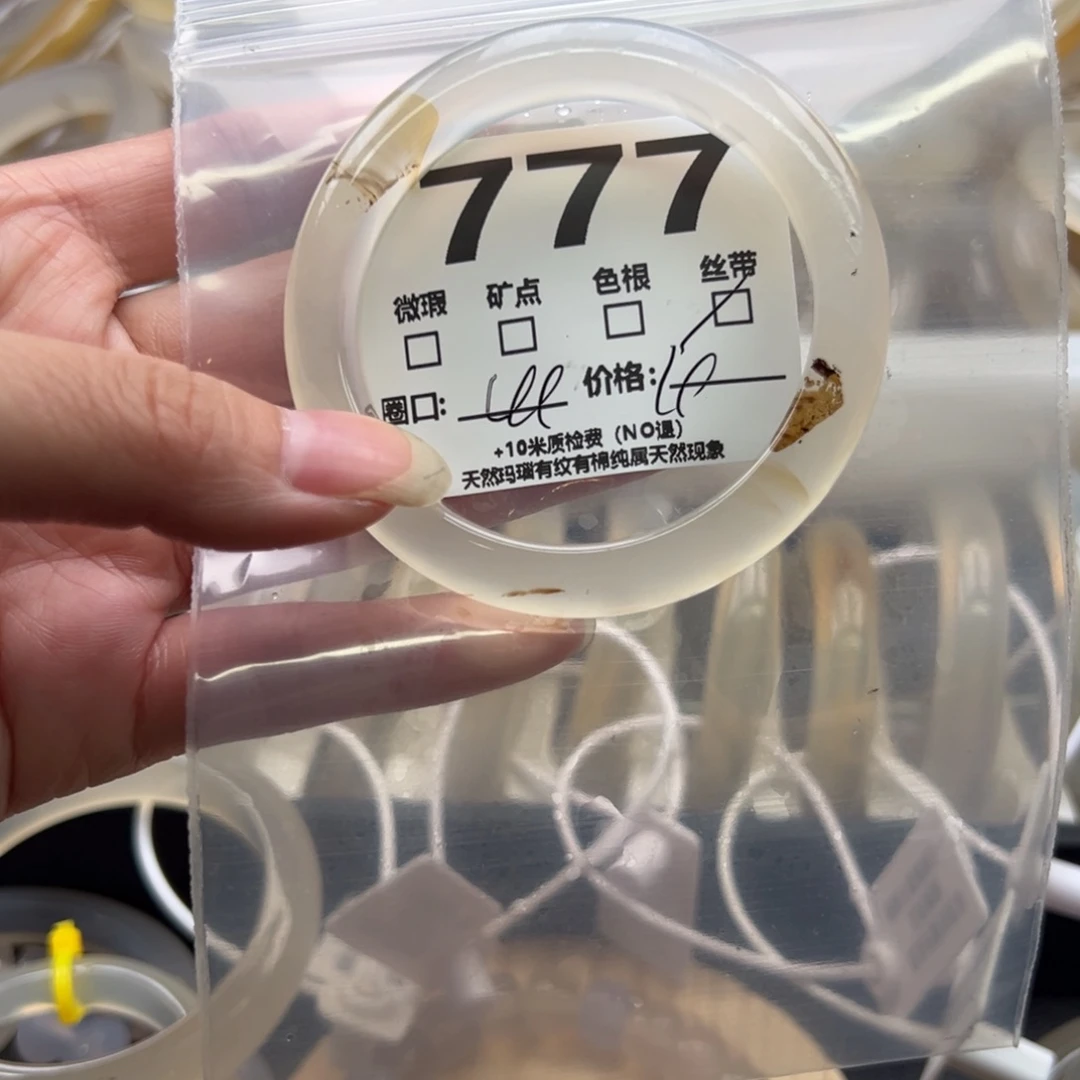 777
微瑕 矿点 色根 丝带
圈口: 价格:
+10米质检费 (NO退)
天然玛瑙有纹有棉纯属天然现象